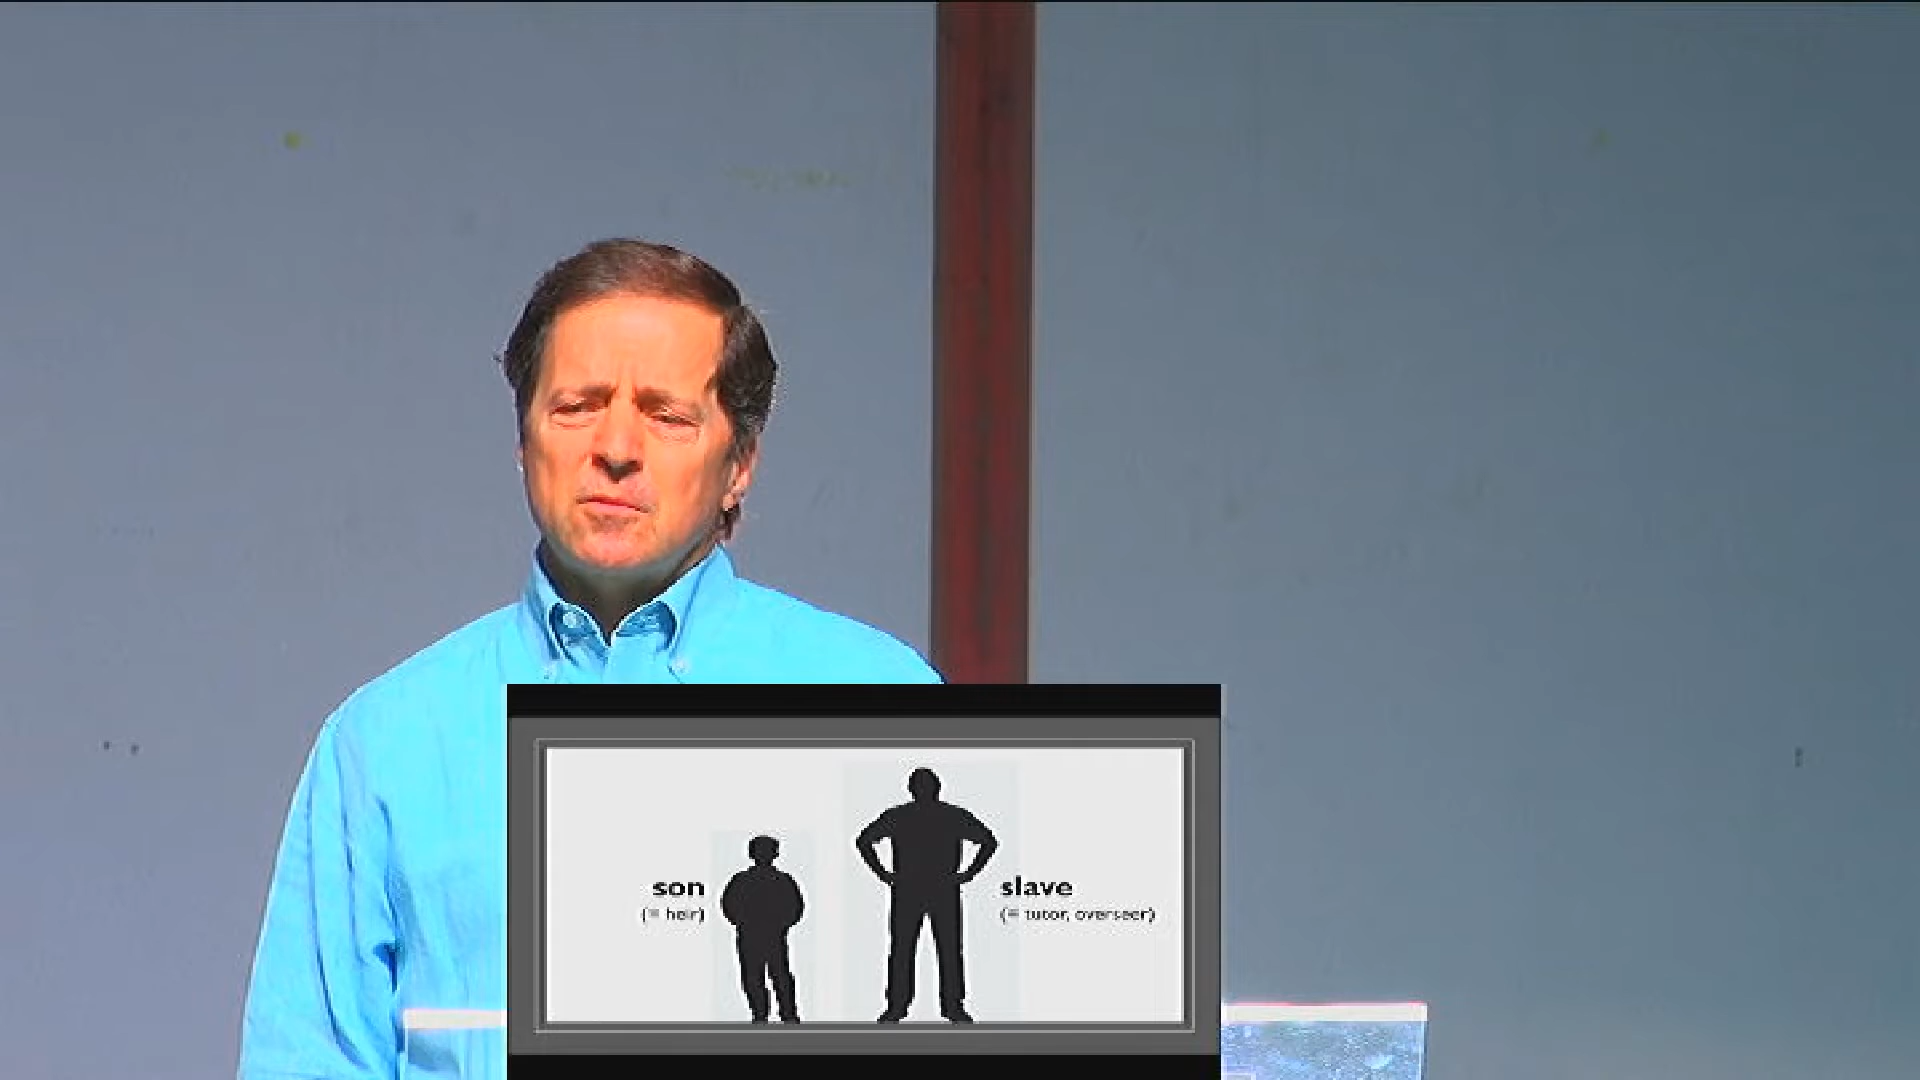 son
(= heir)
slave
(= tutor, overseer)